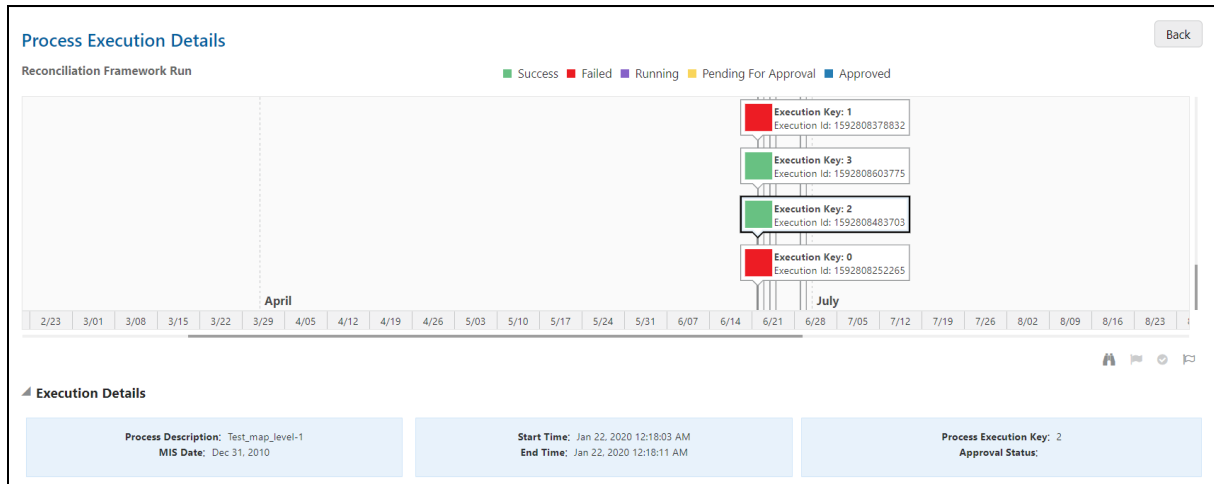 Process Execution Details
Back
Reconciliation Framework Run
Success Failed Running Pending For Approval Approved
Execution Key: 1
Execution Id: 1592808378832
Execution Key: 3
Execution Id: 1592808603775
Execution Key: 2
Execution Id: 1592808483703
Execution Key: 0
Execution Id: 1592808252265
April July
2/23 3/01 3/08 3/15 3/22 3/29 4/05 4/12 4/19 4/26 5/03 5/10 5/17 5/24 5/31 6/07 6/14 6/21 6/28 7/05 7/12 7/19 7/26 8/02 8/09 8/16 8/23
Execution Details
Process Description: Test_map_level-1
MIS Date: Dec 31, 2010
Start Time: Jan 22, 2020 12:18:03 AM
End Time: Jan 22, 2020 12:18:11 AM
Process Execution Key: 2
Approval Status: